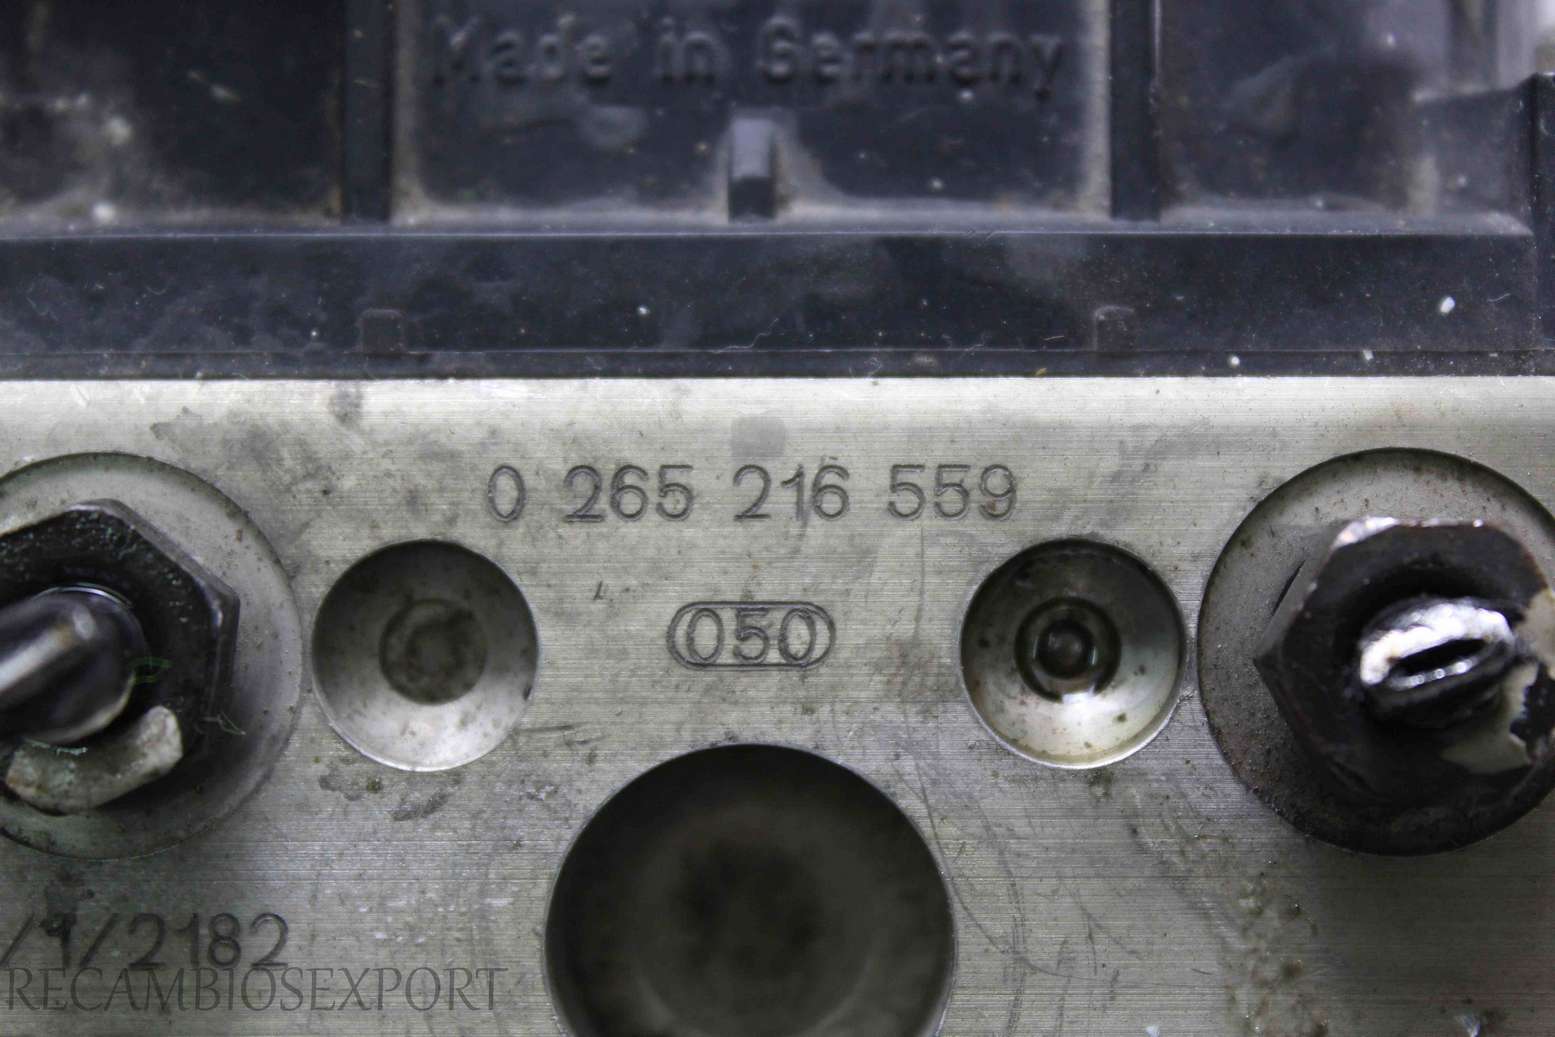 Made in Germany
0 265 216 559
050
/1/2182
RECAMBIOSEXPORT